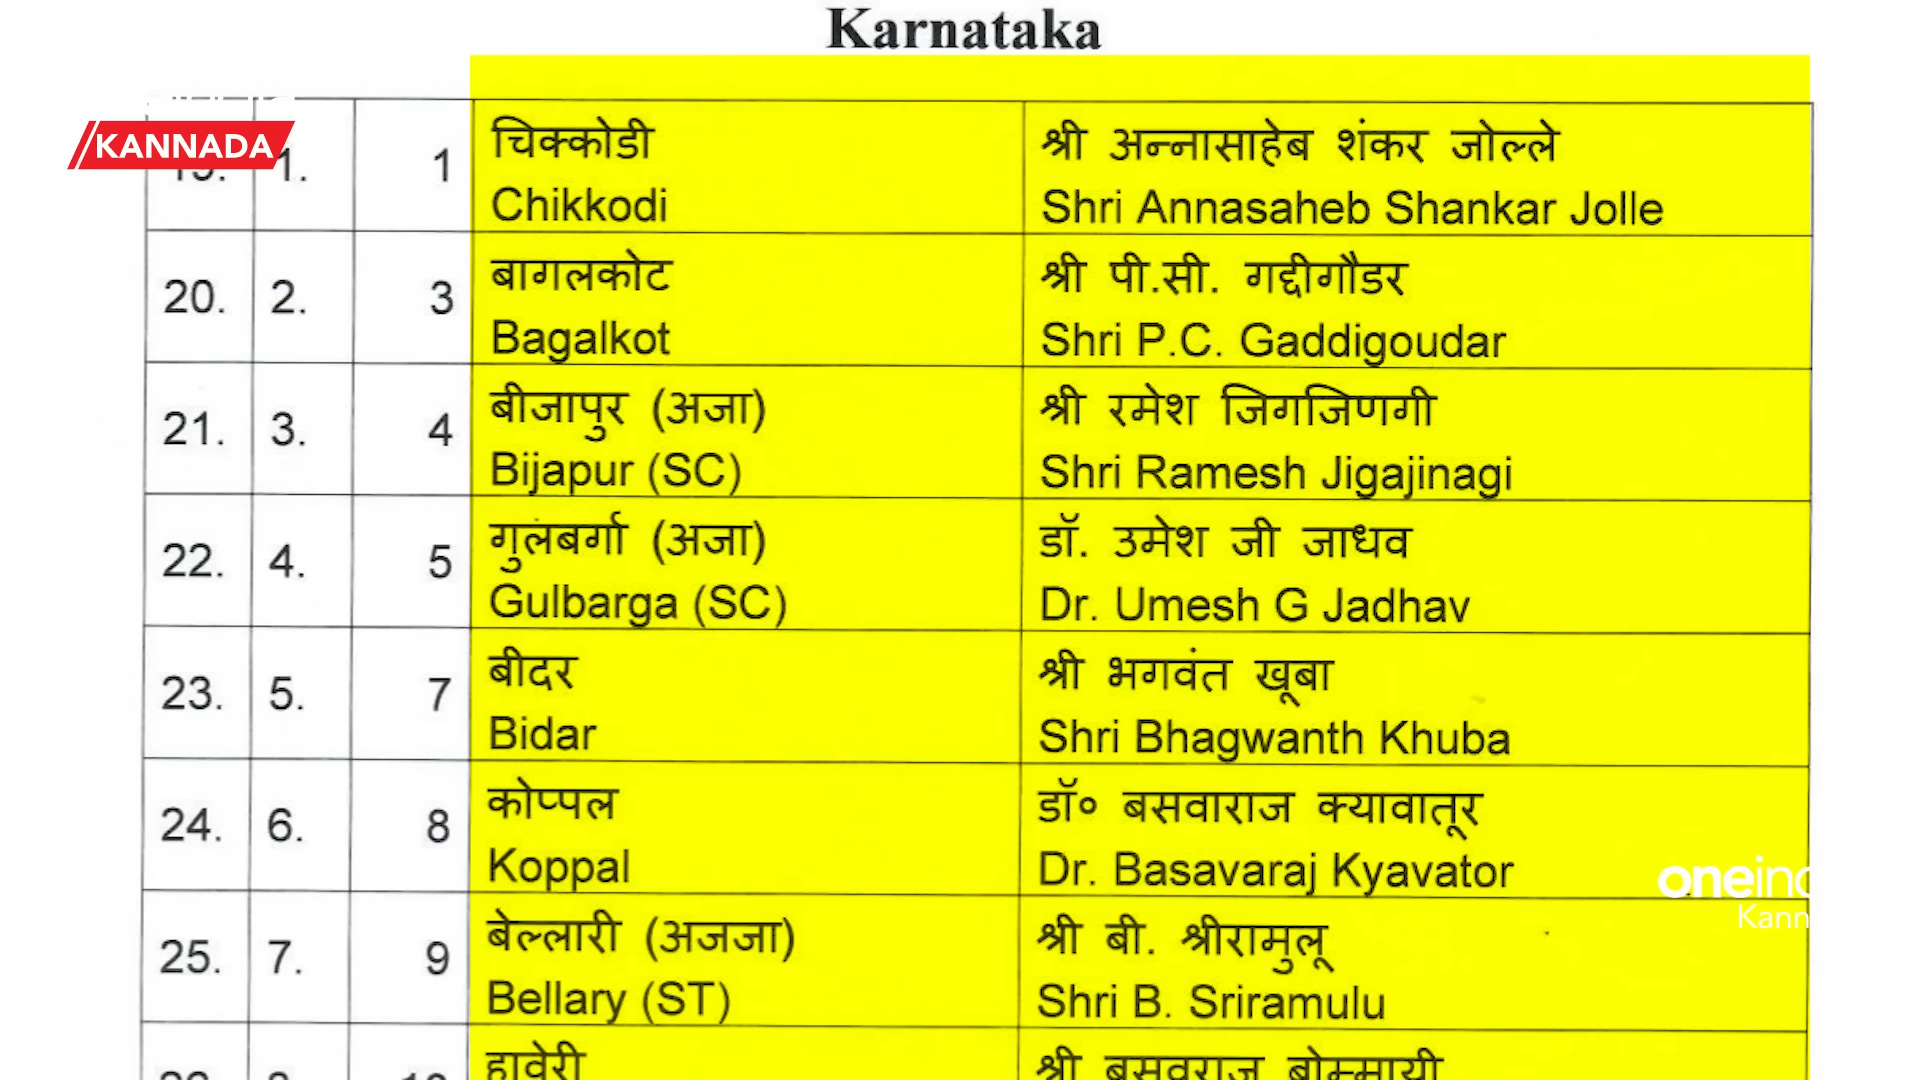 Karnataka
KANNADA
1. 1 चिक्कोडी श्री अन्नासाहेब शंकर जोल्ले
Chikkodi Shri Annasaheb Shankar Jolle
20. 2. 3 बागलकोट श्री पी.सी. गद्दीगौडर
Bagalkot Shri P.C. Gaddigoudar
21. 3. 4 बीजापुर (अजा) श्री रमेश जिगजिणगी
Bijapur (SC) Shri Ramesh Jigajinagi
22. 4. 5 गुलबर्गा (अजा) डॉ. उमेश जी जाधव
Gulbarga (SC) Dr. Umesh G Jadhav
23. 5. 7 बीदर श्री भगवंत खूबा
Bidar Shri Bhagwanth Khuba
24. 6. 8 कोप्पल डॉ० बसवाराज क्यावातूर
Koppal Dr. Basavaraj Kyavator
oneind
Kann
25. 7. 9 बेल्लारी (अजजा) श्री बी. श्रीरामुलू
Bellary (ST) Shri B. Sriramulu
हावेरी श्री बसवराज बोम्मायी